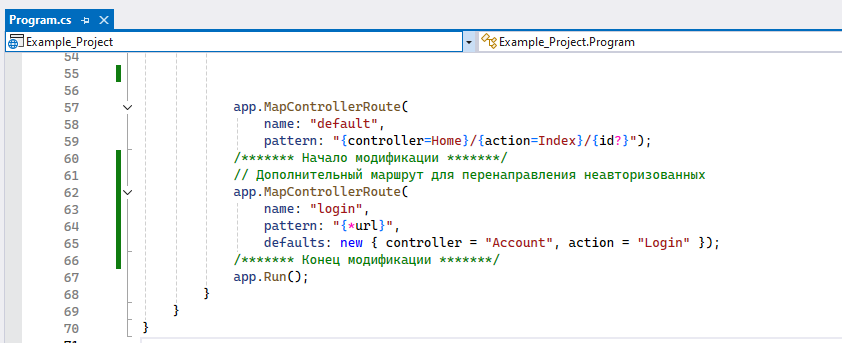 Program.cs
Example_Project
Example_Project.Program
54
55
56
57 app.MapControllerRoute(
58 name: "default",
59 pattern: "{controller=Home}/{action=Index}/{id?}");
60 /******* Начало модификации *******/
61 // Дополнительный маршрут для перенаправления неавторизованных
62 app.MapControllerRoute(
63 name: "login",
64 pattern: "{*url}",
65 defaults: new { controller = "Account", action = "Login" });
66 /******* Конец модификации *******/
67 app.Run();
68 }
69 }
70 }
71